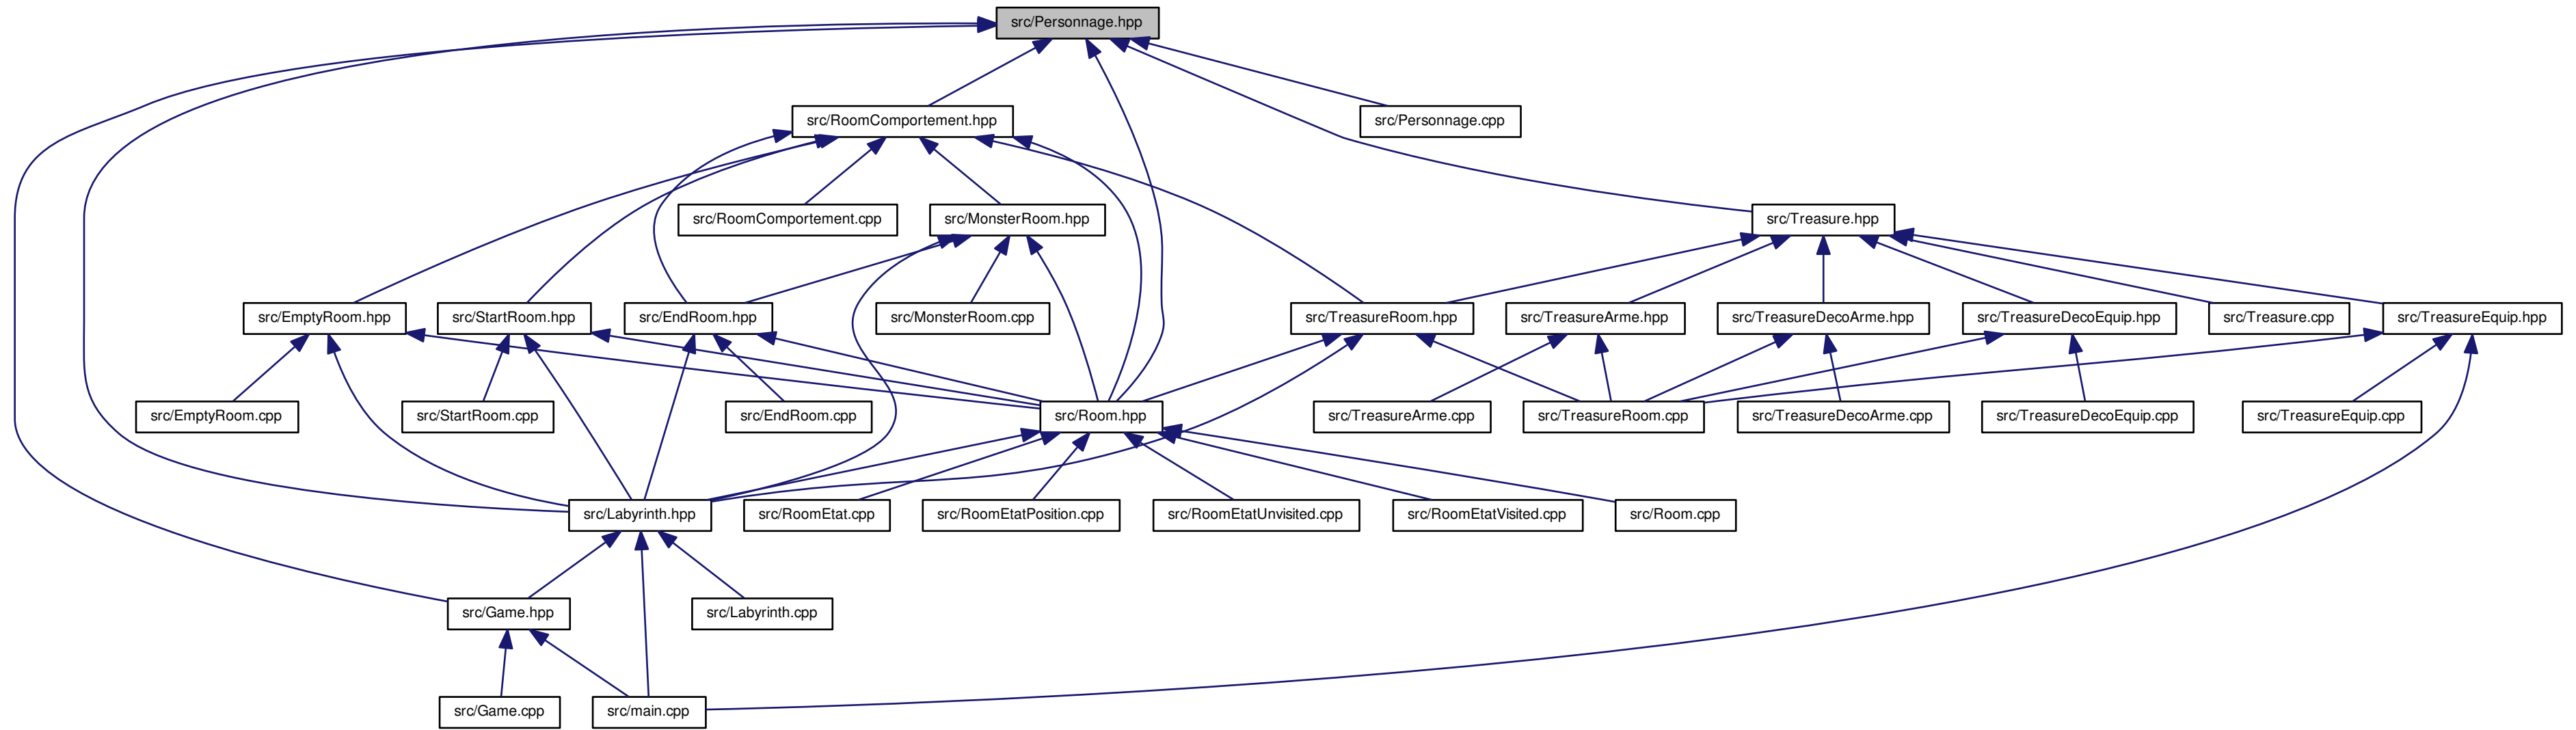 src/Personnage.hpp
src/RoomComportement.hpp
src/Personnage.cpp
src/RoomComportement.cpp
src/MonsterRoom.hpp
src/Treasure.hpp
src/EmptyRoom.hpp
src/StartRoom.hpp
src/EndRoom.hpp
src/MonsterRoom.cpp
src/TreasureRoom.hpp
src/TreasureArme.hpp
src/TreasureDecoArme.hpp
src/TreasureDecoEquip.hpp
src/Treasure.cpp
src/TreasureEquip.hpp
src/EmptyRoom.cpp
src/StartRoom.cpp
src/EndRoom.cpp
src/Room.hpp
src/TreasureArme.cpp
src/TreasureRoom.cpp
src/TreasureDecoArme.cpp
src/TreasureDecoEquip.cpp
src/TreasureEquip.cpp
src/Labyrinth.hpp
src/RoomEtat.cpp
src/RoomEtatPosition.cpp
src/RoomEtatUnvisited.cpp
src/RoomEtatVisited.cpp
src/Room.cpp
src/Game.hpp
src/Labyrinth.cpp
src/Game.cpp
src/main.cpp